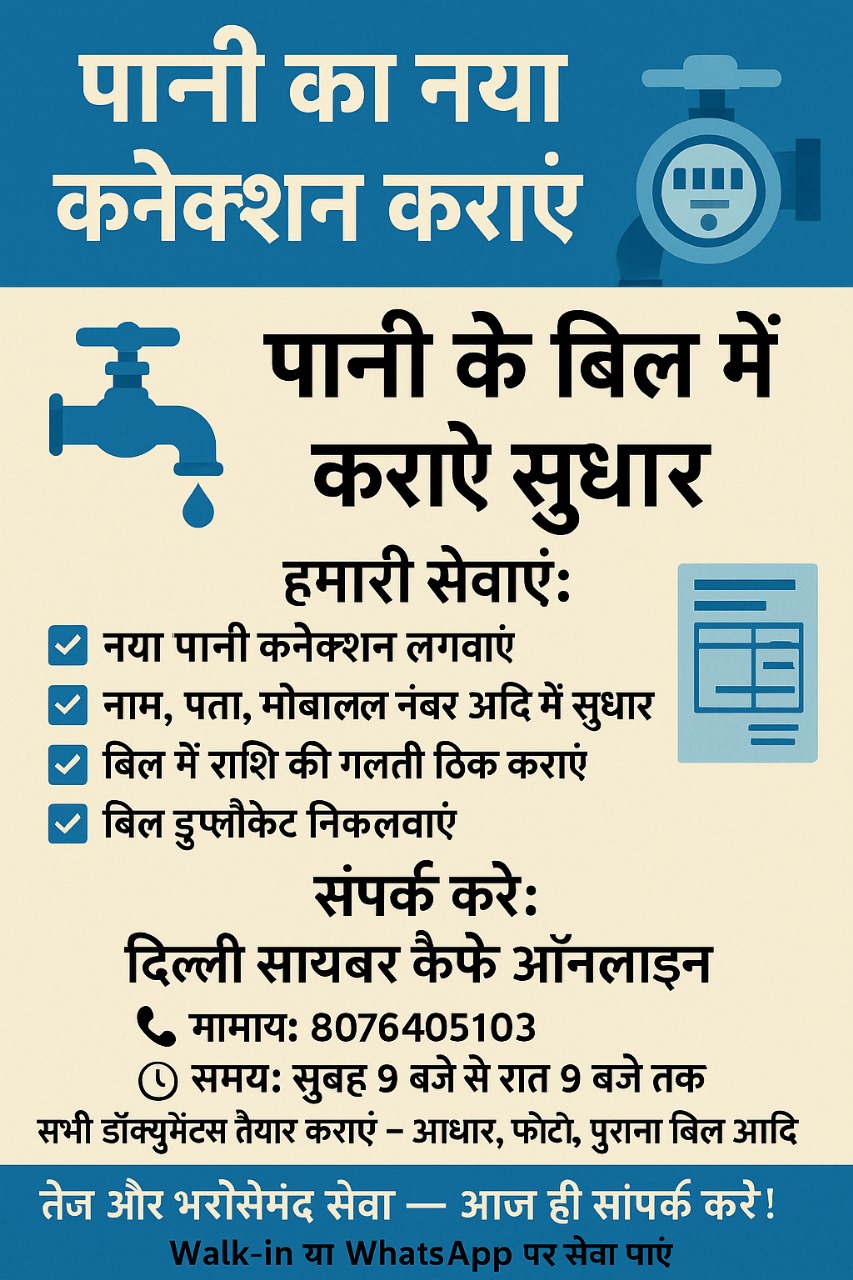 पानी का नया
कनेक्शन कराएं
पानी के बिल में
कराऐ सुधार
हमारी सेवाएं:
नया पानी कनेक्शन लगवाएं
नाम, पता, मोबालल नंबर अदि में सुधार
बिल में राशि की गलती ठिक कराएं
बिल डुप्लौकेट निकलवाएं
संपर्क करे:
दिल्ली सायबर कैफे ऑनलाइन
मामाय: 8076405103
समय: सुबह 9 बजे से रात 9 बजे तक
सभी डॉक्युमेंटस तैयार कराएं – आधार, फोटो, पुराना बिल आदि
तेज और भरोसेमंद सेवा — आज ही सांपर्क करे!
Walk-in या WhatsApp पर सेवा पाएं